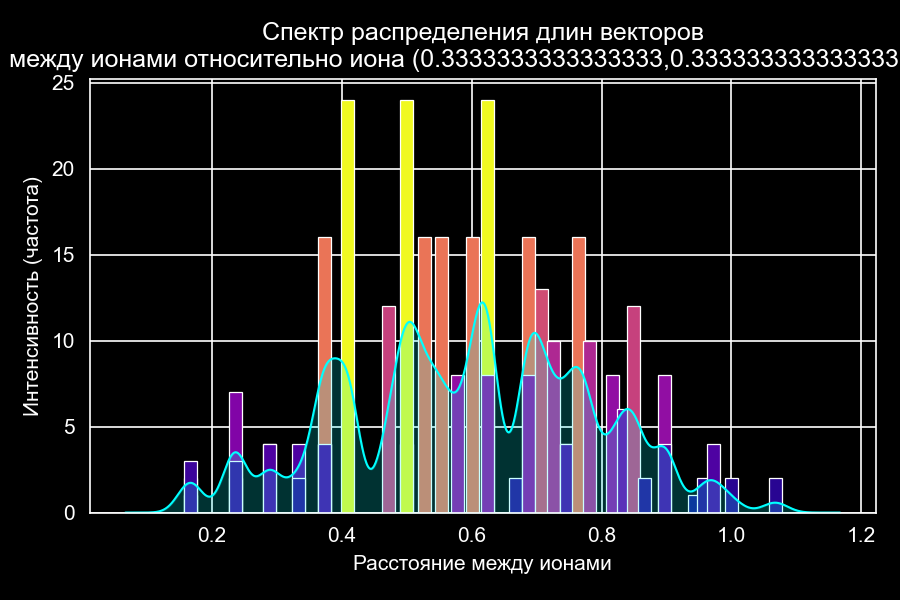 Спектр распределения длин векторов
между ионами относительно иона (0.3333333333333333,0.333333333333333
25
20
15
10
5
0
0.2 0.4 0.6 0.8 1.0 1.2
Интенсивность (частота)
Расстояние между ионами